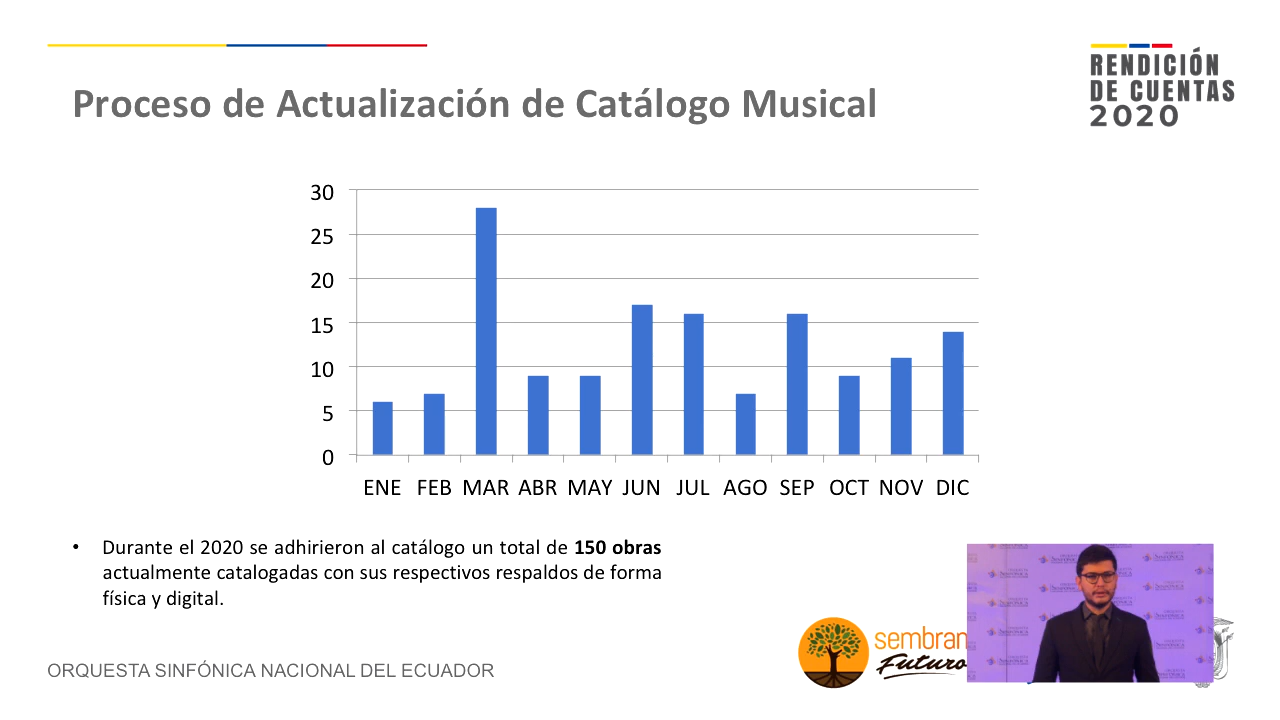 RENDICIÓN
DE CUENTAS
2020
Proceso de Actualización de Catálogo Musical
30
25
20
15
10
5
0
ENE FEB MAR ABR MAY JUN JUL AGO SEP OCT NOV DIC
• Durante el 2020 se adhirieron al catálogo un total de 150 obras
actualmente catalogadas con sus respectivos respaldos de forma
física y digital.
sembran
Futuro
ORQUESTA SINFÓNICA NACIONAL DEL ECUADOR